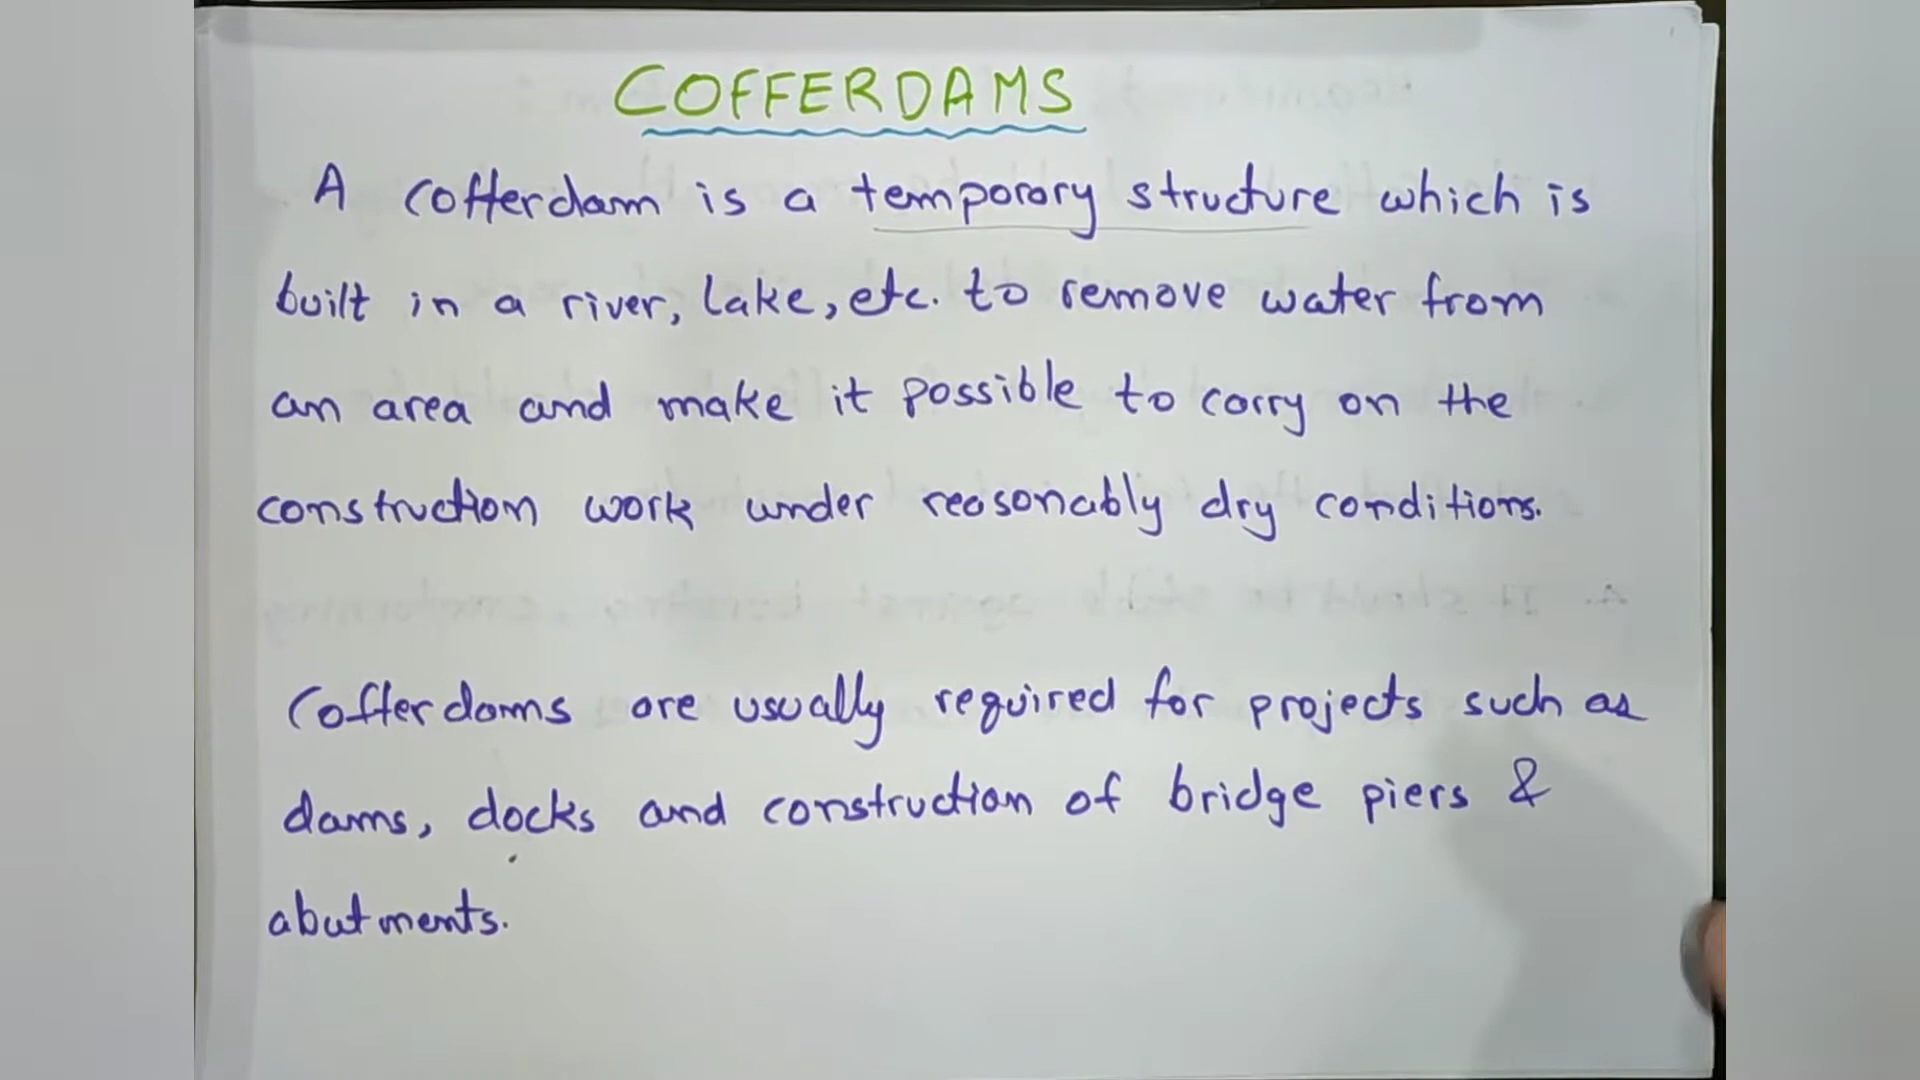 COFFERDAMS
A cofferdam is a temporary structure which is
built in a river, lake, etc. to remove water from
an area and make it possible to carry on the
construction work under reasonably dry conditions.
Cofferdams are usually required for projects such as
dams, docks and construction of bridge piers &
abutments.